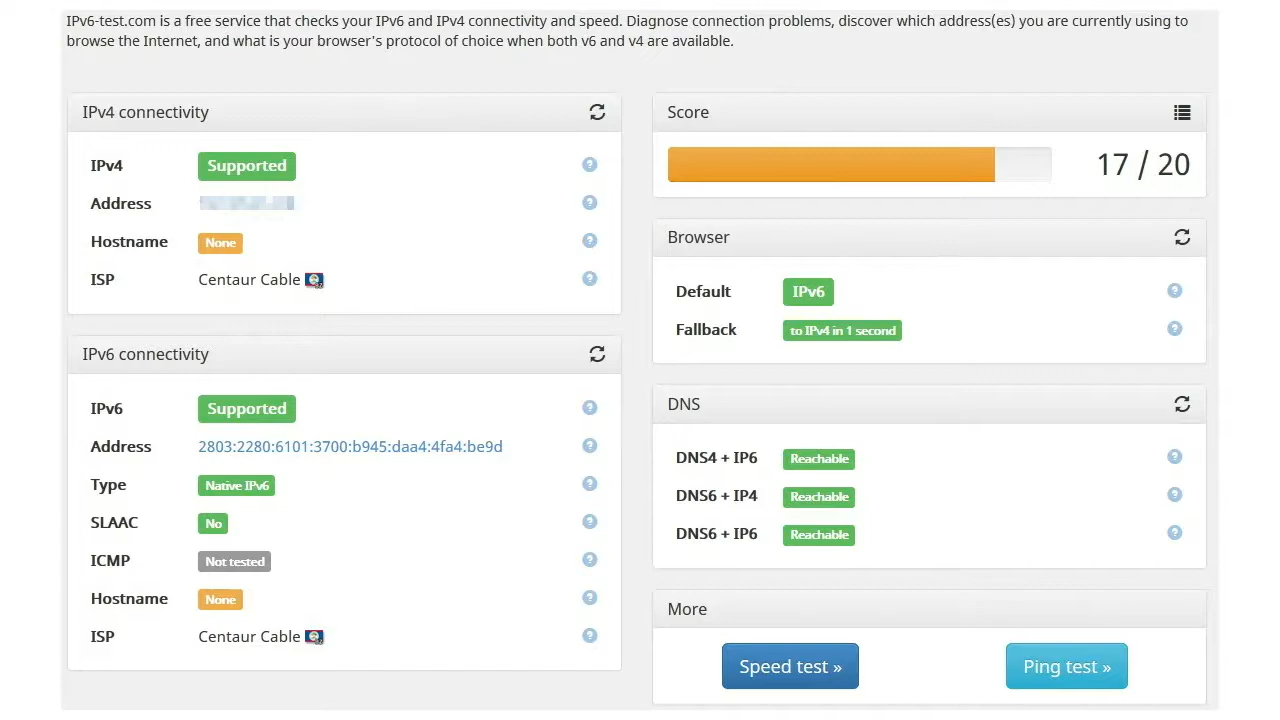 IPv6-test.com is a free service that checks your IPv6 and IPv4 connectivity and speed. Diagnose connection problems, discover which address(es) you are currently using to
browse the Internet, and what is your browser's protocol of choice when both v6 and v4 are available.
IPv4 connectivity
IPv4 Supported ?
Address ?
Hostname None ?
ISP Centaur Cable ?
IPv6 connectivity
IPv6 Supported ?
Address 2803:2280:6101:3700:b945:daa4:4fa4:be9d ?
Type Native IPv6 ?
SLAAC No ?
ICMP Not tested ?
Hostname None ?
ISP Centaur Cable ?
Score
17 / 20
Browser
Default IPv6 ?
Fallback to IPv4 in 1 second ?
DNS
DNS4 + IP6 Reachable ?
DNS6 + IP4 Reachable ?
DNS6 + IP6 Reachable ?
More
Speed test » Ping test »